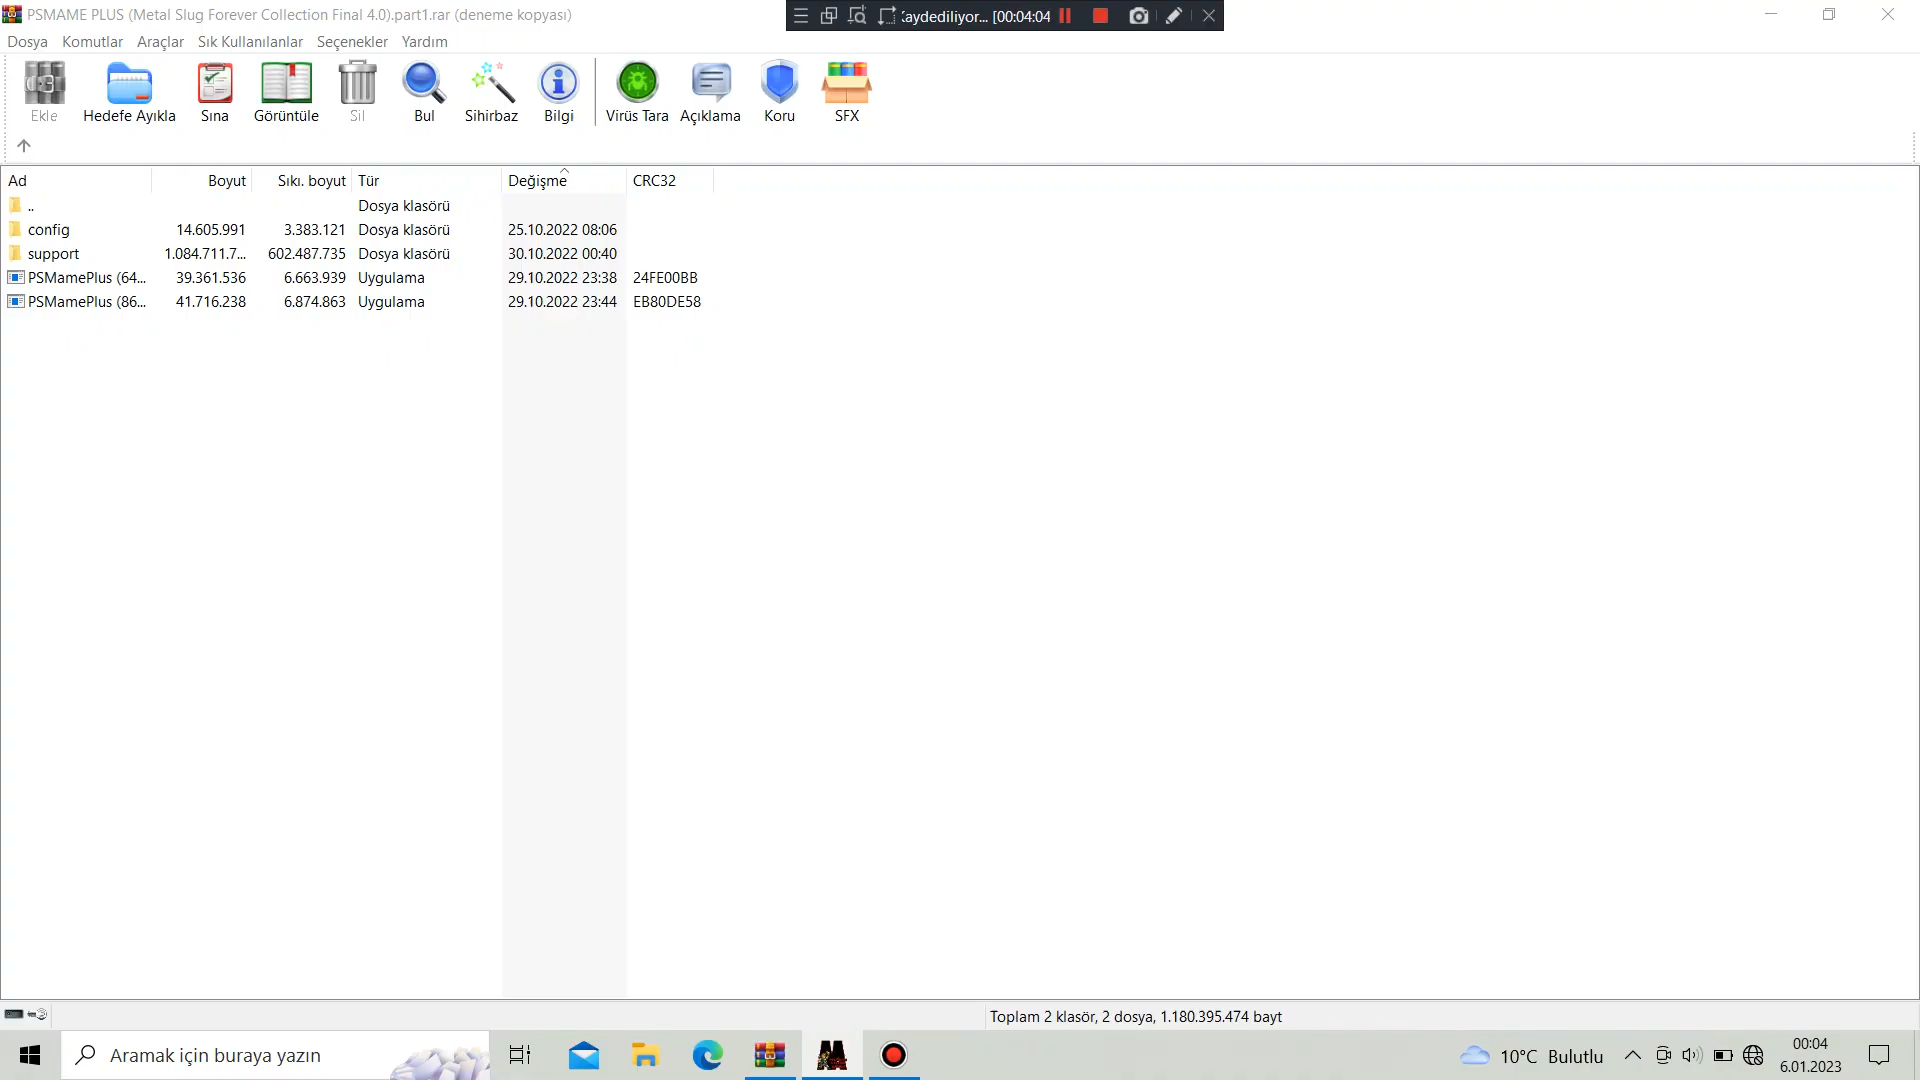 PSMAME PLUS (Metal Slug Forever Collection Final 4.0).part1.rar (deneme kopyası)
aydediliyor... [00:04:04
Dosya Komutlar Araçlar Sık Kullanılanlar Seçenekler Yardım
Ekle Hedefe Ayıkla Sına Görüntüle Sil Bul Sihirbaz Bilgi Virüs Tara Açıklama Koru SFX
Ad Boyut Sıkı. boyut Tür Değişme CRC32
.. Dosya klasörü
config 14.605.991 3.383.121 Dosya klasörü 25.10.2022 08:06
support 1.084.711.7... 602.487.735 Dosya klasörü 30.10.2022 00:40
PSMamePlus (64... 39.361.536 6.663.939 Uygulama 29.10.2022 23:38 24FE00BB
PSMamePlus (86... 41.716.238 6.874.863 Uygulama 29.10.2022 23:44 EB80DE58
Toplam 2 klasör, 2 dosya, 1.180.395.474 bayt
Aramak için buraya yazın
10°C Bulutlu
00:04
6.01.2023